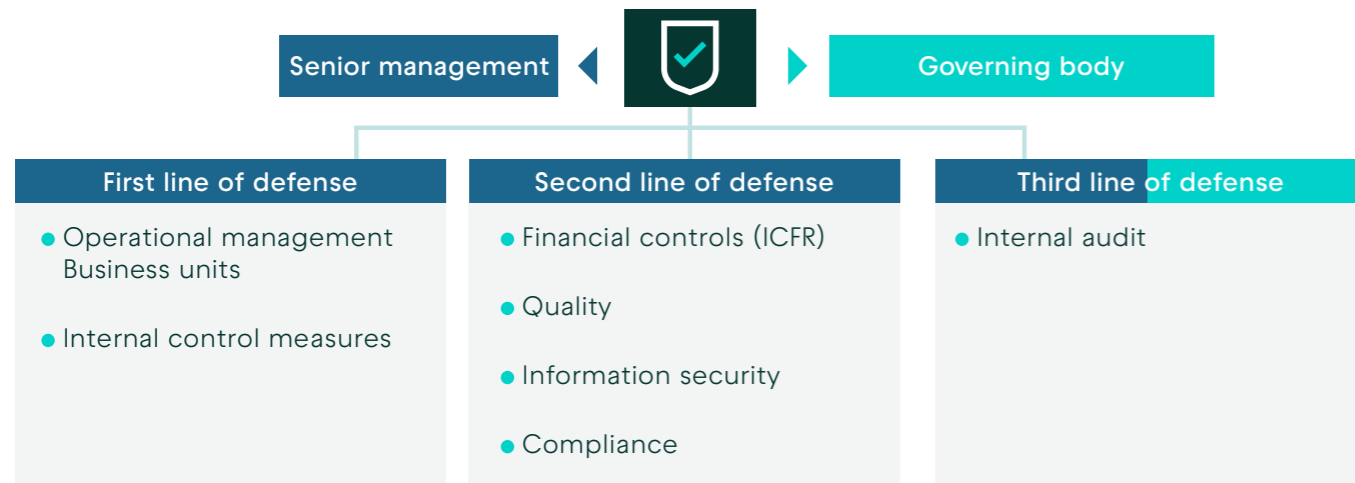 Senior management
Governing body
First line of defense
Operational management
Business units
Internal control measures
Second line of defense
Financial controls (ICFR)
Quality
Information security
Compliance
Third line of defense
Internal audit